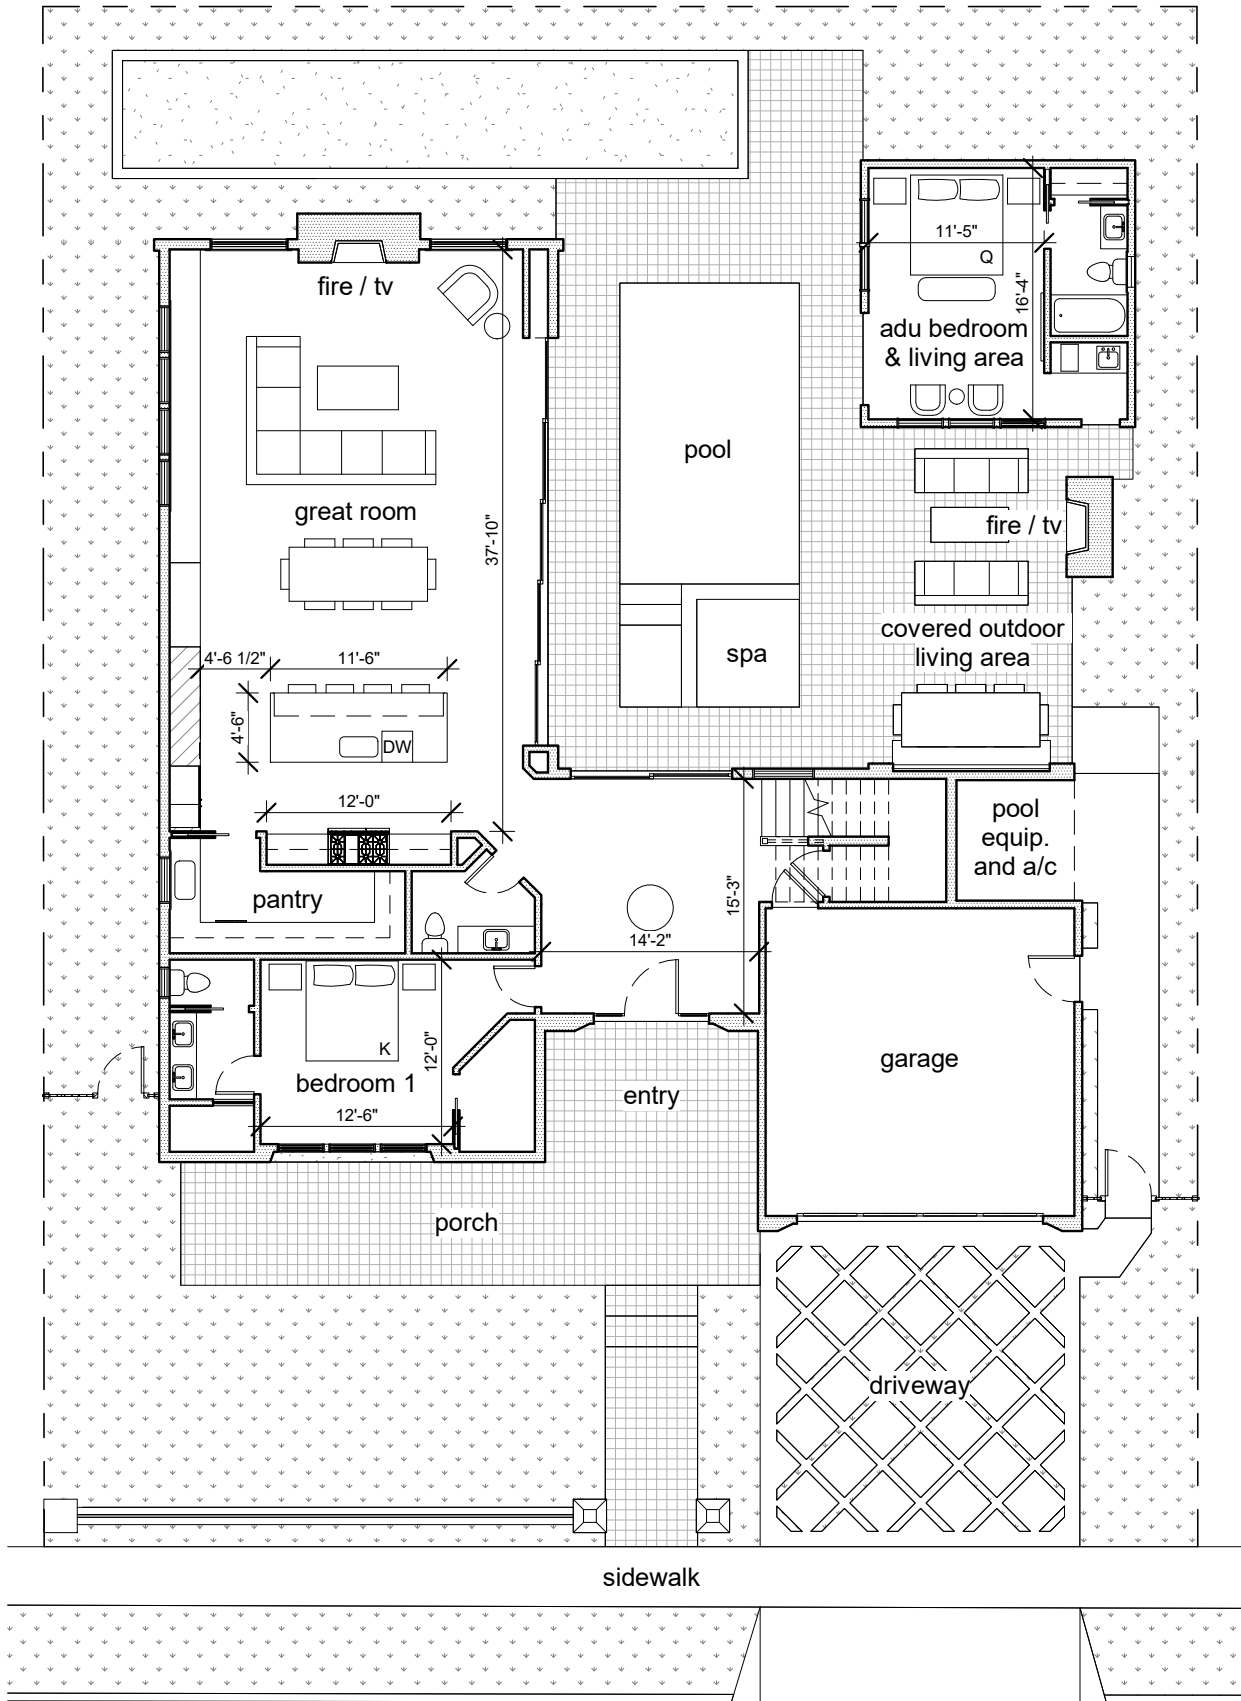 11'-5"
Q
16'-4"
fire / tv
adu bedroom
& living area
pool
great room
37'-10"
fire / tv
covered outdoor
living area
spa
4'-6 1/2"
11'-6"
4'-6"
DW
12'-0"
pool
equip.
and a/c
pantry
15'-3"
14'-2"
K
12'-0"
bedroom 1
12'-6"
entry
garage
porch
driveway
sidewalk